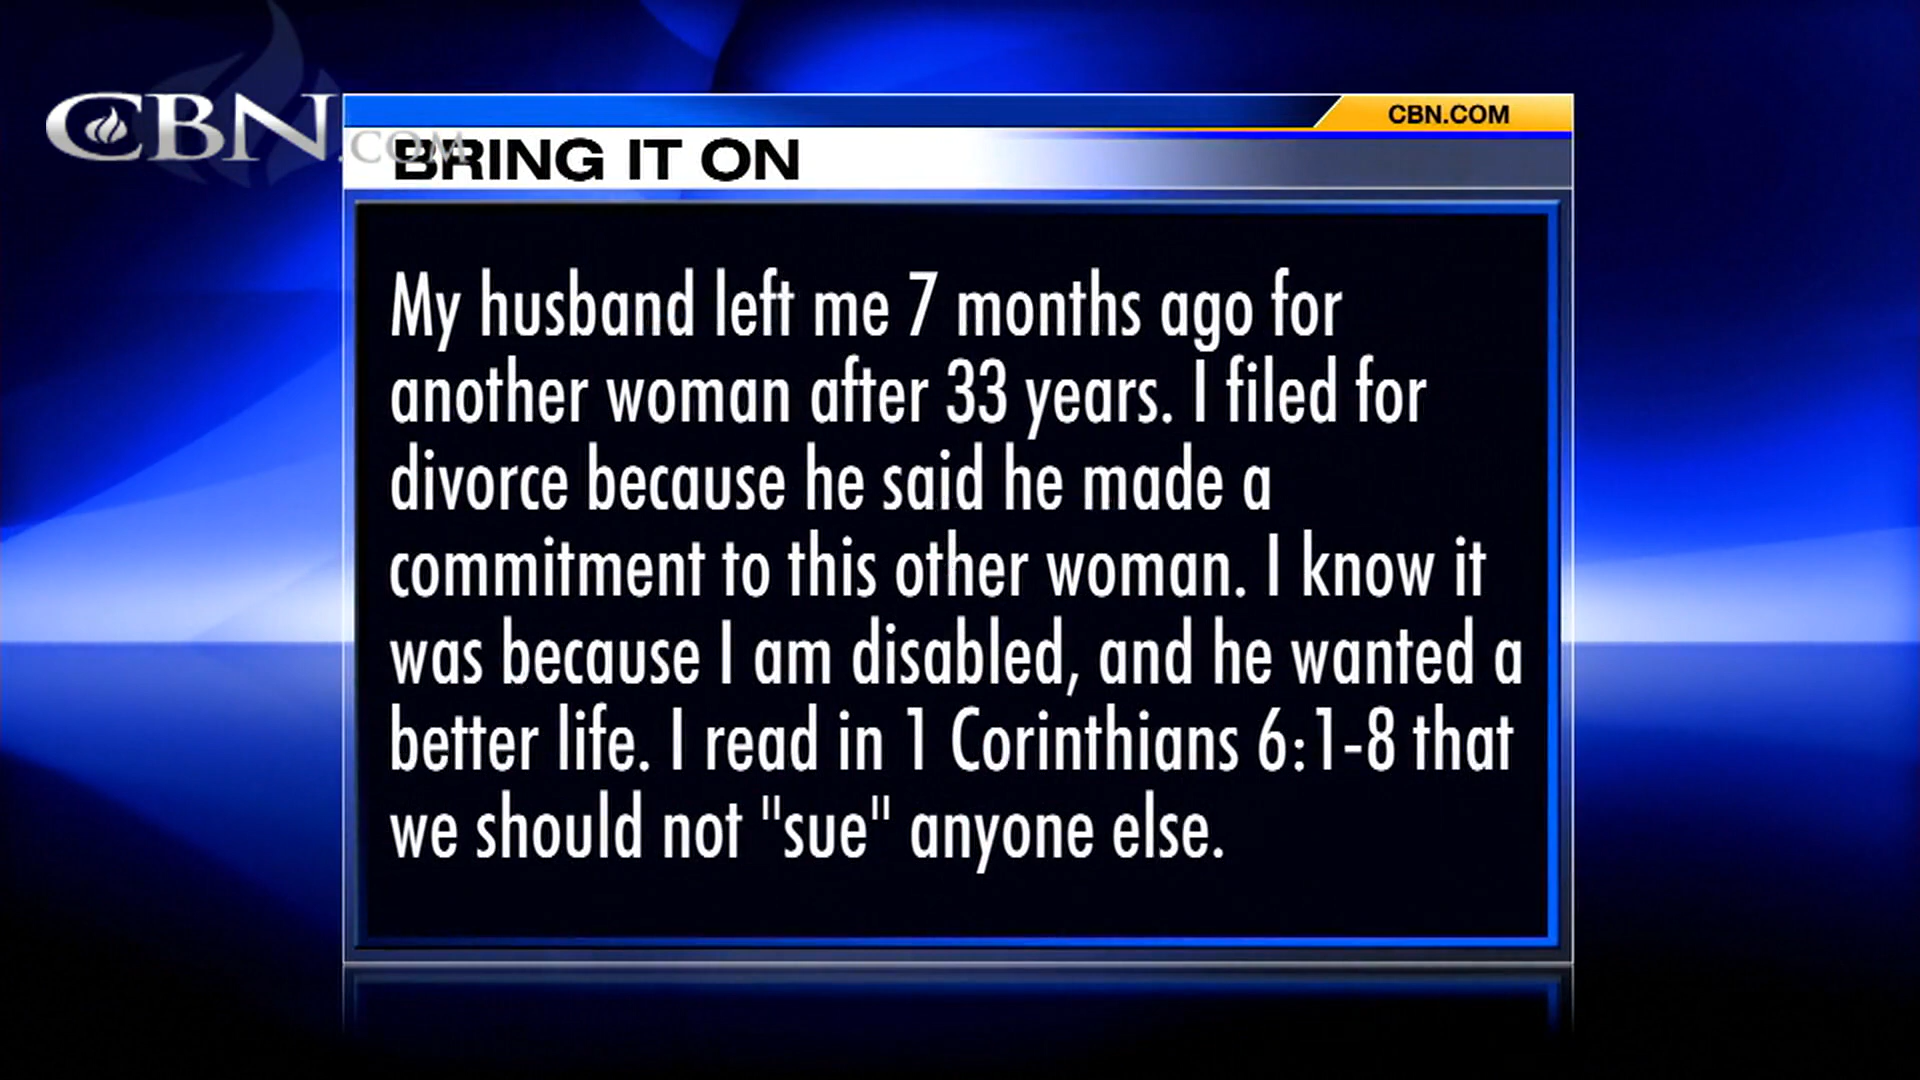 CBN.COM
CBN.COM
BRING IT ON
My husband left me 7 months ago for
another woman after 33 years. I filed for
divorce because he said he made a
commitment to this other woman. I know it
was because I am disabled, and he wanted a
better life. I read in 1 Corinthians 6:1-8 that
we should not "sue" anyone else.